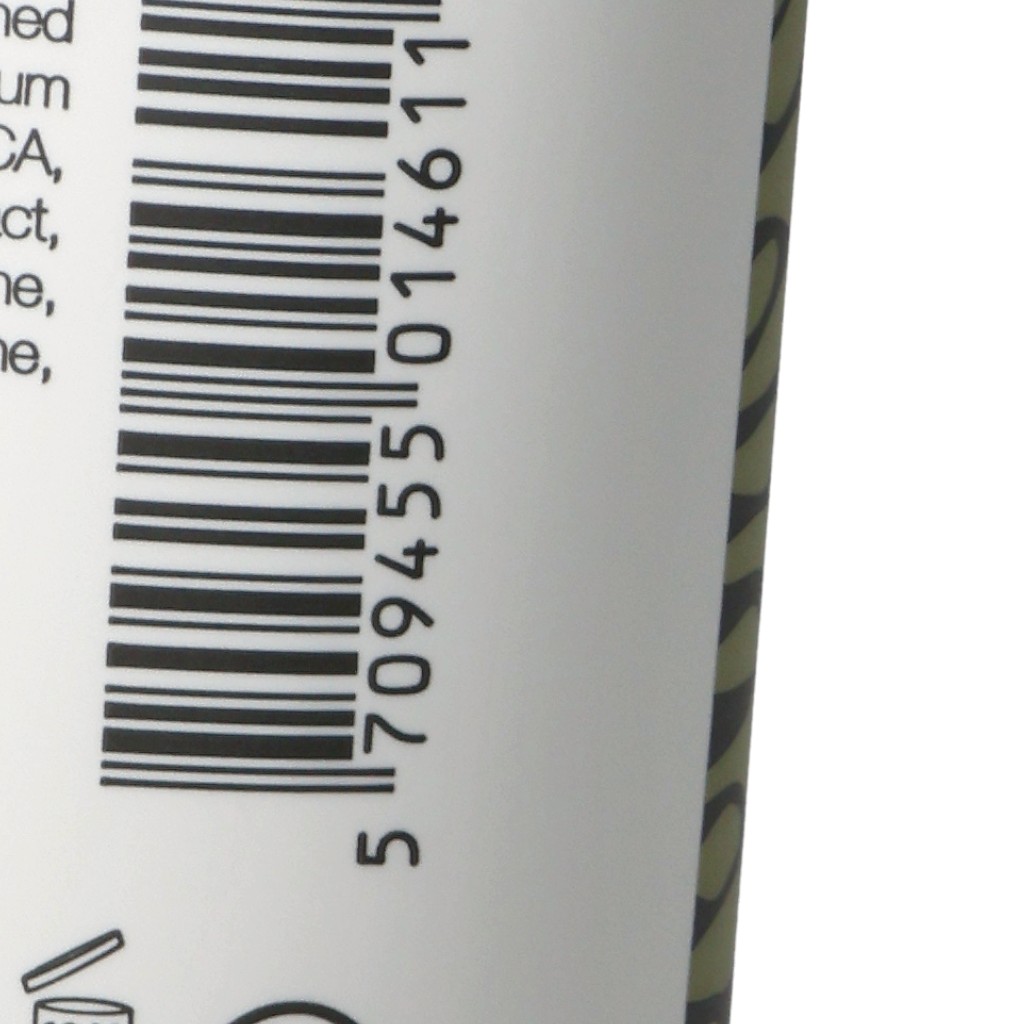 ned
um
CA,
ct,
ne,
ne,
5 709455 014611